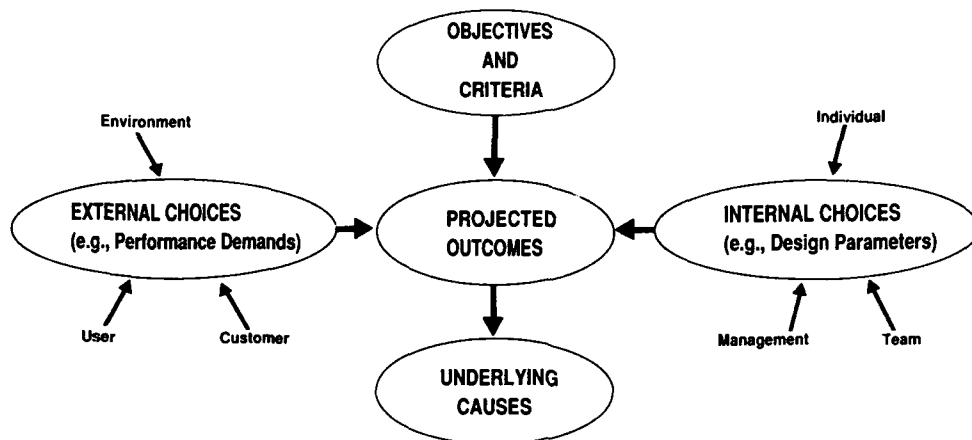 OBJECTIVES
AND
CRITERIA
Environment
Individual
EXTERNAL CHOICES
(e.g., Performance Demands)
PROJECTED
OUTCOMES
INTERNAL CHOICES
(e.g., Design Parameters)
User
Customer
Management
Team
UNDERLYING
CAUSES